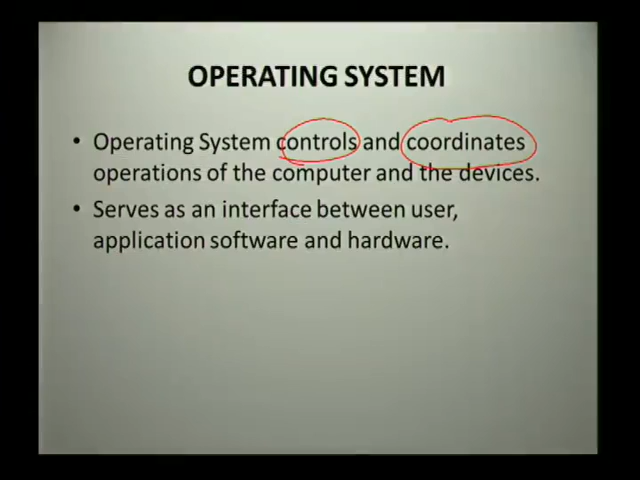 OPERATING SYSTEM
• Operating System controls and coordinates
operations of the computer and the devices.
• Serves as an interface between user,
application software and hardware.